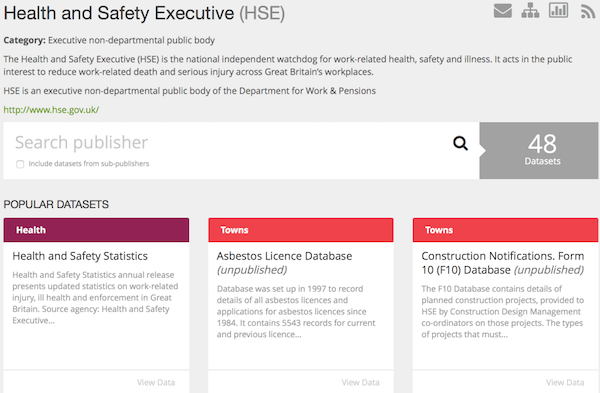 Health and Safety Executive (HSE)
Category: Executive non-departmental public body
The Health and Safety Executive (HSE) is the national independent watchdog for work-related health, safety and illness. It acts in the public
interest to reduce work-related death and serious injury across Great Britain's workplaces.
HSE is an executive non-departmental public body of the Department for Work & Pensions
http://www.hse.gov.uk/
Search publisher
Include datasets from sub-publishers
48
Datasets
POPULAR DATASETS
Health
Health and Safety Statistics
Health and Safety Statistics annual release
presents updated statistics on work-related
injury, ill health and enforcement in Great
Britain. Source agency: Health and Safety
Executive...
View Data
Towns
Asbestos Licence Database
(unpublished)
Database was set up in 1997 to record
details of all asbestos licences and
applications for asbestos licences since
1984. It contains 5543 records for current
and previous licence...
View Data
Towns
Construction Notifications. Form
10 (F10) Database (unpublished)
The F10 Database contains details of
planned construction projects, provided to
HSE by Construction Design Management
co-ordinators on those projects. The types
of projects that must...
View Data